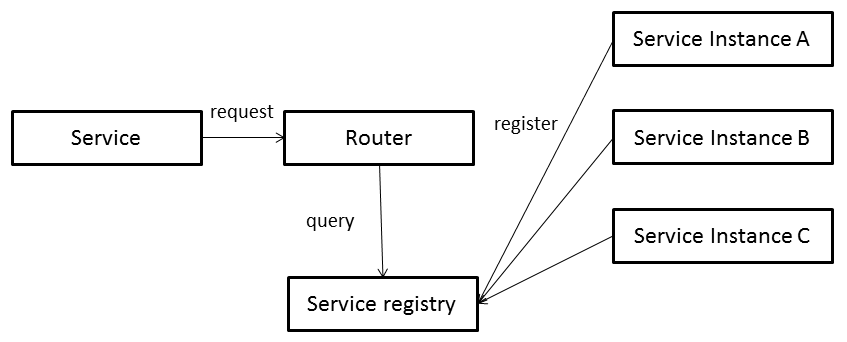 Service Instance A
request
register
Service
Router
Service Instance B
query
Service Instance C
Service registry